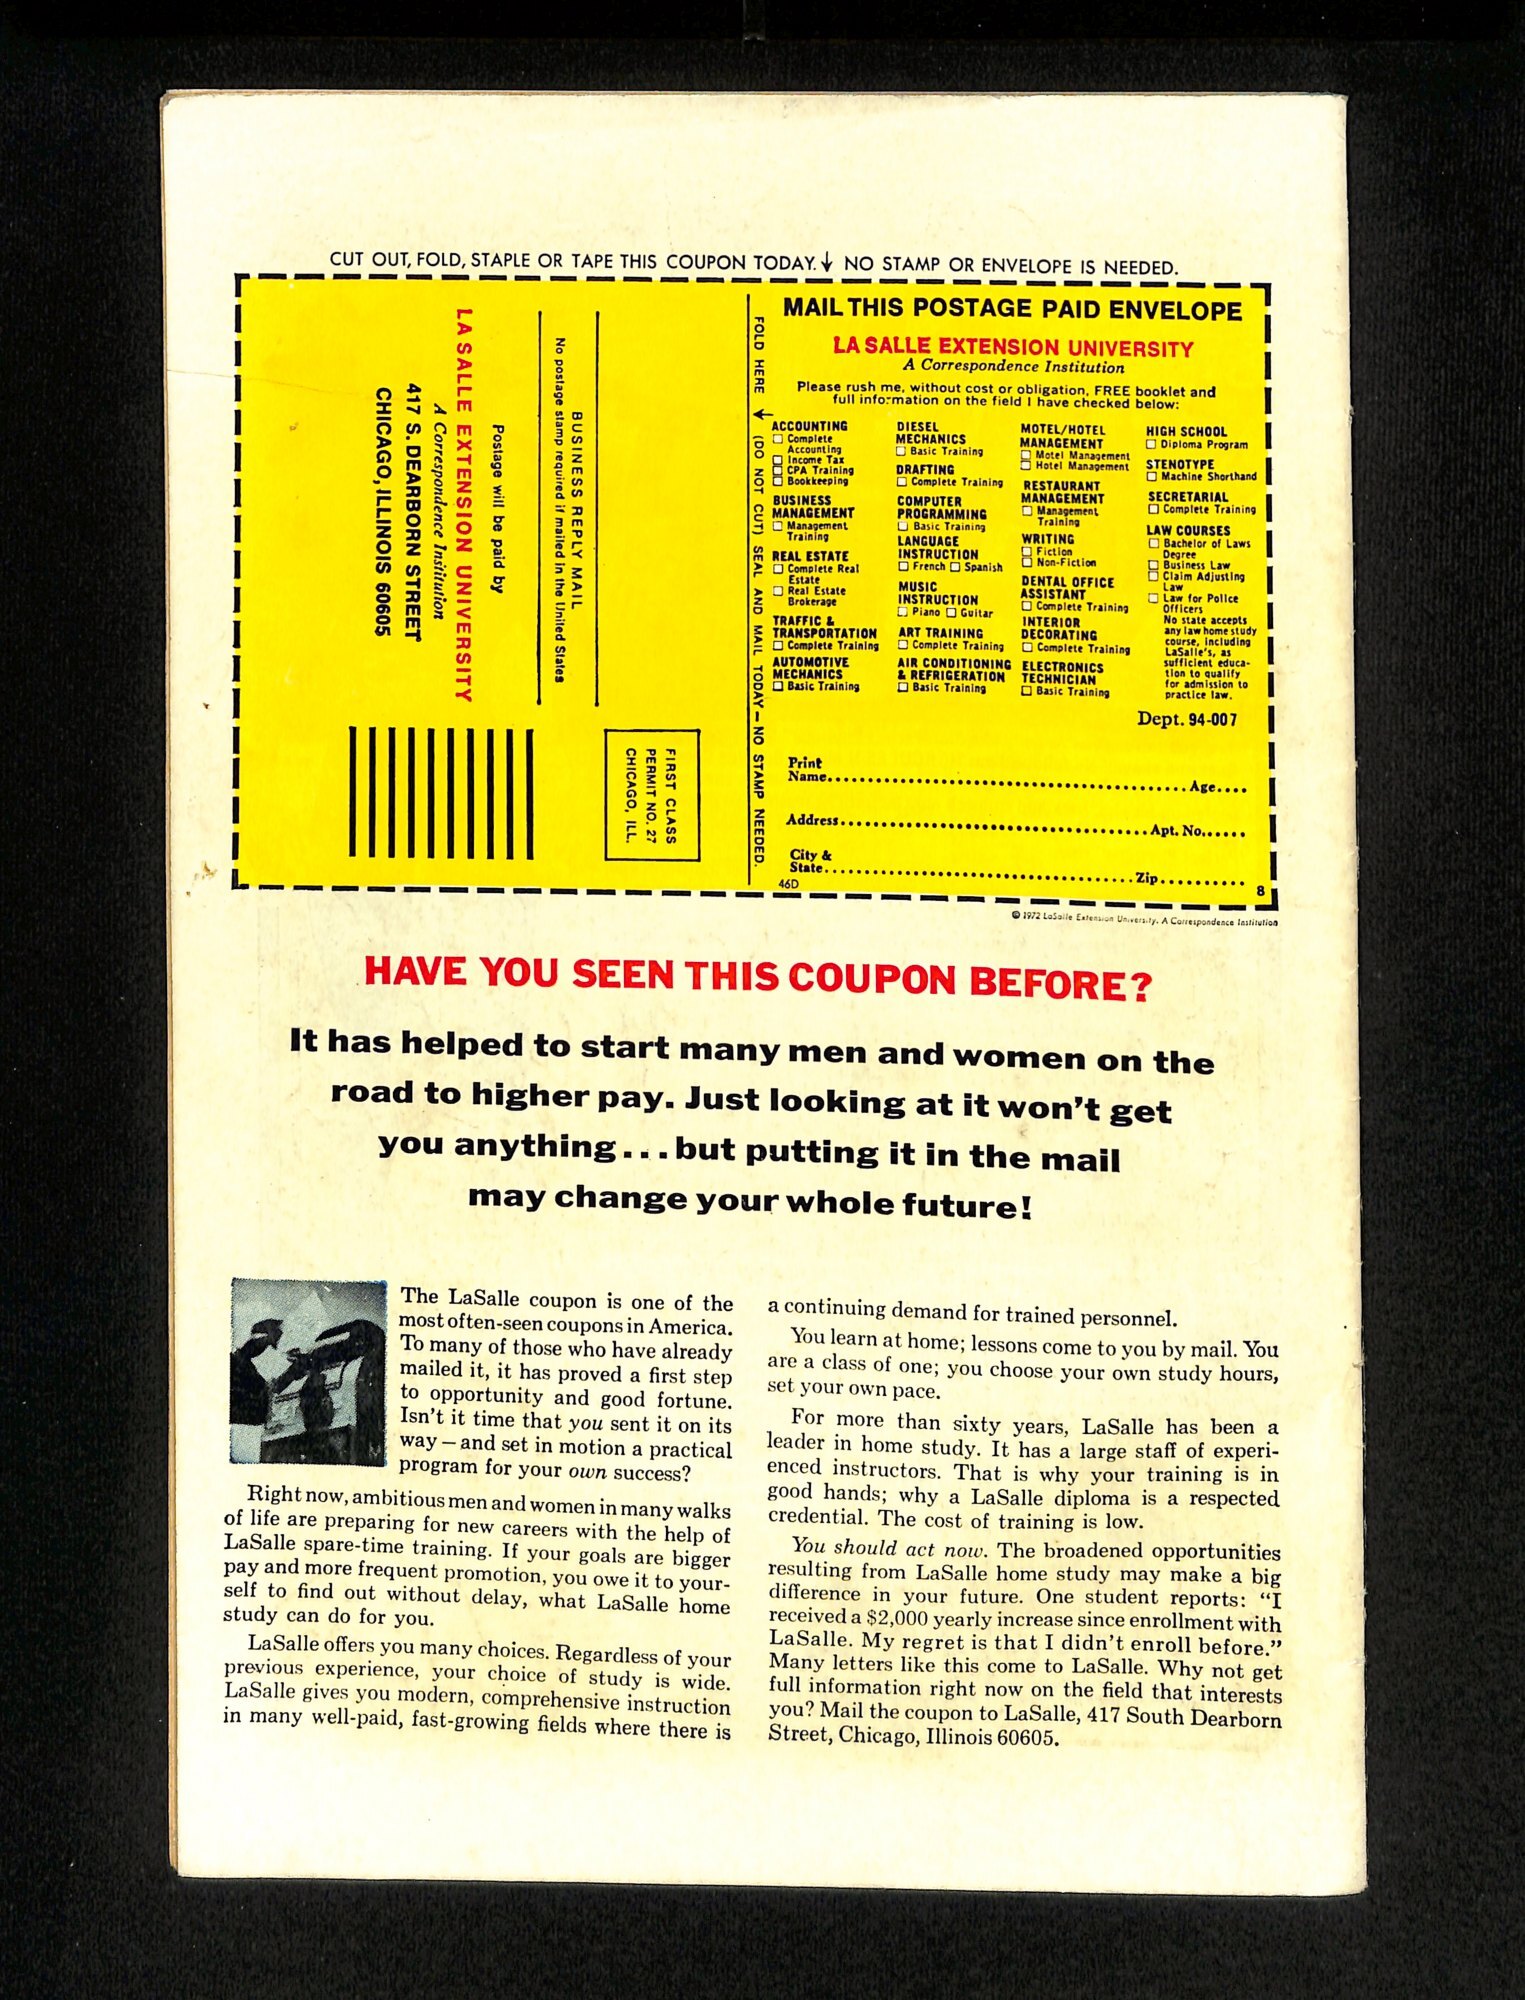 CUT OUT, FOLD, STAPLE OR TAPE THIS COUPON TODAY.↓ NO STAMP OR ENVELOPE IS NEEDED.
LA SALLE EXTENSION UNIVERSITY
A Correspondence Institution
417 S. DEARBORN STREET
CHICAGO, ILLINOIS 60605
Postage will be paid by
BUSINESS REPLY MAIL
No postage stamp required if mailed in the United States
FIRST CLASS
PERMIT NO. 27
CHICAGO, ILL.
FOLD HERE ↓ (DO NOT CUT) SEAL AND MAIL TODAY – NO STAMP NEEDED.
MAIL THIS POSTAGE PAID ENVELOPE
LA SALLE EXTENSION UNIVERSITY
A Correspondence Institution
Please rush me, without cost or obligation, FREE booklet and
full information on the field I have checked below:
ACCOUNTING
☐ Complete
Accounting
☐ Income Tax
☐ CPA Training
☐ Bookkeeping
BUSINESS
MANAGEMENT
☐ Management
Training
REAL ESTATE
☐ Complete Real
Estate
☐ Real Estate
Brokerage
TRAFFIC &
TRANSPORTATION
☐ Complete Training
AUTOMOTIVE
MECHANICS
☐ Basic Training
DIESEL
MECHANICS
☐ Basic Training
DRAFTING
☐ Complete Training
COMPUTER
PROGRAMMING
☐ Basic Training
LANGUAGE
INSTRUCTION
☐ French ☐ Spanish
MUSIC
INSTRUCTION
☐ Piano ☐ Guitar
ART TRAINING
☐ Complete Training
AIR CONDITIONING
& REFRIGERATION
☐ Basic Training
MOTEL/HOTEL
MANAGEMENT
☐ Motel Management
☐ Hotel Management
RESTAURANT
MANAGEMENT
☐ Management
Training
WRITING
☐ Fiction
☐ Non-Fiction
DENTAL OFFICE
ASSISTANT
☐ Complete Training
INTERIOR
DECORATING
☐ Complete Training
ELECTRONICS
TECHNICIAN
☐ Basic Training
HIGH SCHOOL
☐ Diploma Program
STENOTYPE
☐ Machine Shorthand
SECRETARIAL
☐ Complete Training
LAW COURSES
☐ Bachelor of Laws
Degree
☐ Business Law
☐ Claim Adjusting
Law
☐ Law for Police
Officers
No state accepts
any law home study
course, including
LaSalle's, as
sufficient educa-
tion to qualify
for admission to
practice law.
Dept. 94-007
Print
Name..............................Age....
Address..............................Apt. No......
City &
State..............................Zip..........
46D 8
© 1972 LaSalle Extension University. A Correspondence Institution
HAVE YOU SEEN THIS COUPON BEFORE?
It has helped to start many men and women on the
road to higher pay. Just looking at it won't get
you anything...but putting it in the mail
may change your whole future!
The LaSalle coupon is one of the
most often-seen coupons in America.
To many of those who have already
mailed it, it has proved a first step
to opportunity and good fortune.
Isn't it time that you sent it on its
way – and set in motion a practical
program for your own success?
Right now, ambitious men and women in many walks
of life are preparing for new careers with the help of
LaSalle spare-time training. If your goals are bigger
pay and more frequent promotion, you owe it to your-
self to find out without delay, what LaSalle home
study can do for you.
LaSalle offers you many choices. Regardless of your
previous experience, your choice of study is wide.
LaSalle gives you modern, comprehensive instruction
in many well-paid, fast-growing fields where there is
a continuing demand for trained personnel.
You learn at home; lessons come to you by mail. You
are a class of one; you choose your own study hours,
set your own pace.
For more than sixty years, LaSalle has been a
leader in home study. It has a large staff of experi-
enced instructors. That is why your training is in
good hands; why a LaSalle diploma is a respected
credential. The cost of training is low.
You should act now. The broadened opportunities
resulting from LaSalle home study may make a big
difference in your future. One student reports: "I
received a $2,000 yearly increase since enrollment with
LaSalle. My regret is that I didn't enroll before."
Many letters like this come to LaSalle. Why not get
full information right now on the field that interests
you? Mail the coupon to LaSalle, 417 South Dearborn
Street, Chicago, Illinois 60605.